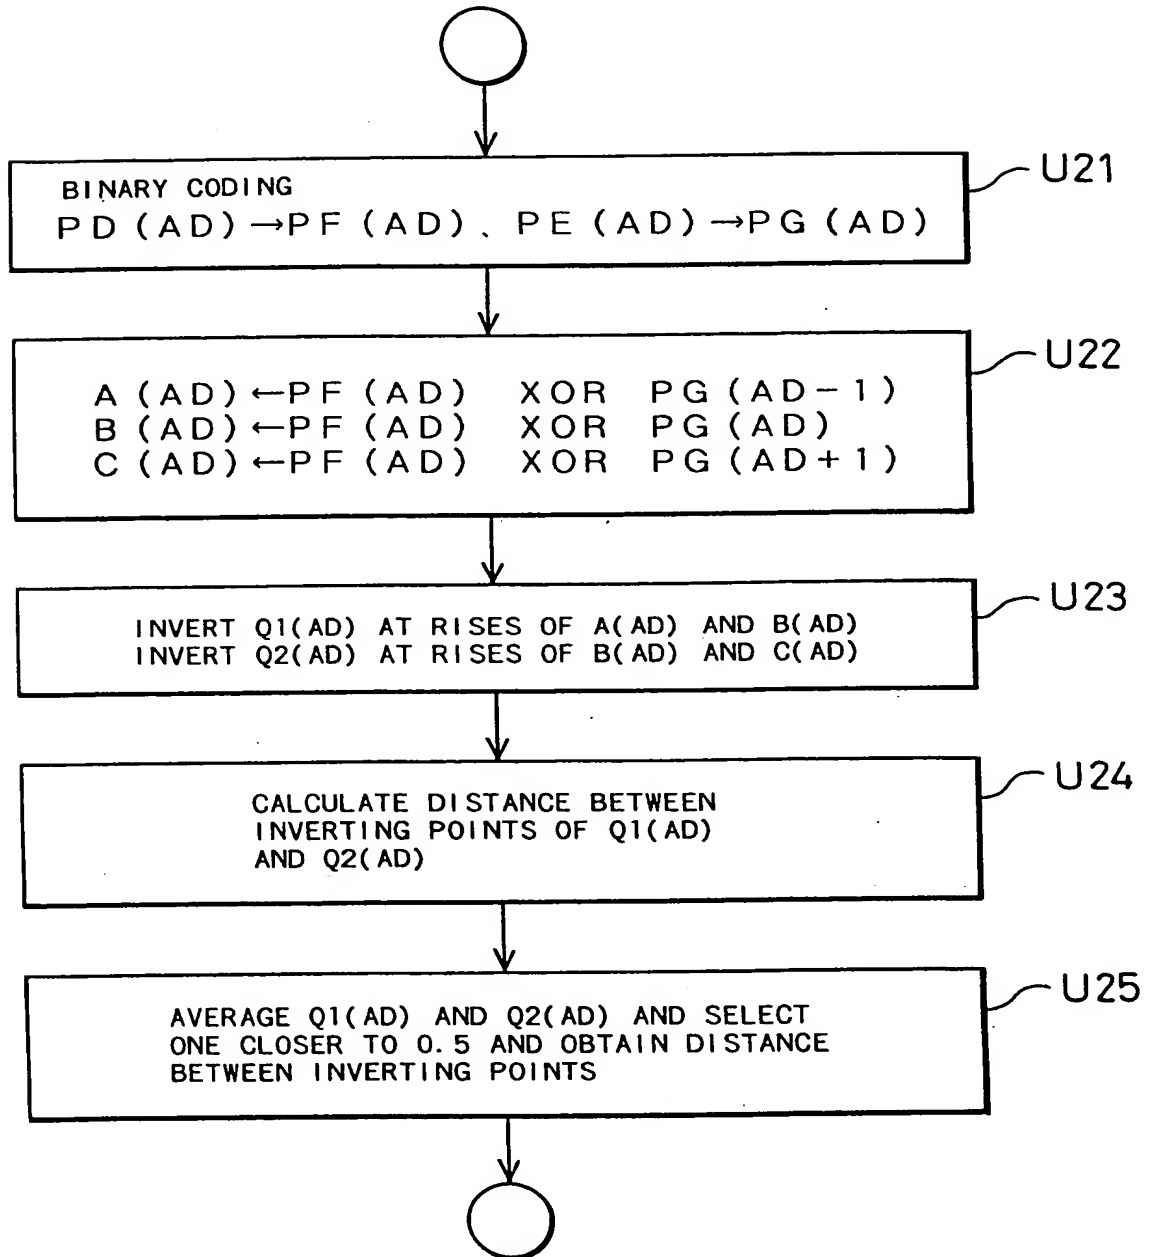 BINARY CODING
PD(AD)→PF(AD)、PE(AD)→PG(AD)
U21
A(AD)←PF(AD) XOR PG(AD-1)
B(AD)←PF(AD) XOR PG(AD)
C(AD)←PF(AD) XOR PG(AD+1)
U22
INVERT Q1(AD) AT RISES OF A(AD) AND B(AD)
INVERT Q2(AD) AT RISES OF B(AD) AND C(AD)
U23
CALCULATE DISTANCE BETWEEN
INVERTING POINTS OF Q1(AD)
AND Q2(AD)
U24
AVERAGE Q1(AD) AND Q2(AD) AND SELECT
ONE CLOSER TO 0.5 AND OBTAIN DISTANCE
BETWEEN INVERTING POINTS
U25